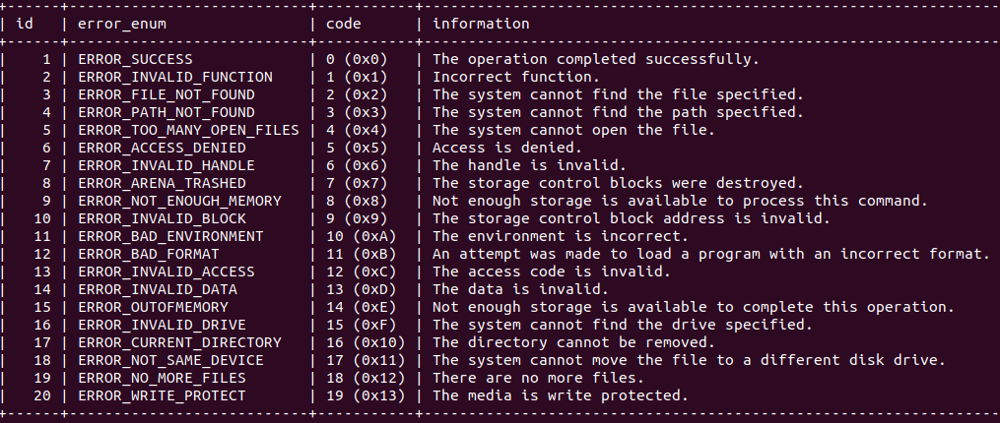 +------+----------------------------+-----------+-----------------------------------------------------------------
| id   | error_enum                 | code      | information
+------+----------------------------+-----------+-----------------------------------------------------------------
|    1 | ERROR_SUCCESS              | 0 (0x0)   | The operation completed successfully.
|    2 | ERROR_INVALID_FUNCTION     | 1 (0x1)   | Incorrect function.
|    3 | ERROR_FILE_NOT_FOUND       | 2 (0x2)   | The system cannot find the file specified.
|    4 | ERROR_PATH_NOT_FOUND       | 3 (0x3)   | The system cannot find the path specified.
|    5 | ERROR_TOO_MANY_OPEN_FILES | 4 (0x4)   | The system cannot open the file.
|    6 | ERROR_ACCESS_DENIED        | 5 (0x5)   | Access is denied.
|    7 | ERROR_INVALID_HANDLE       | 6 (0x6)   | The handle is invalid.
|    8 | ERROR_ARENA_TRASHED        | 7 (0x7)   | The storage control blocks were destroyed.
|    9 | ERROR_NOT_ENOUGH_MEMORY    | 8 (0x8)   | Not enough storage is available to process this command.
|   10 | ERROR_INVALID_BLOCK        | 9 (0x9)   | The storage control block address is invalid.
|   11 | ERROR_BAD_ENVIRONMENT      | 10 (0xA)  | The environment is incorrect.
|   12 | ERROR_BAD_FORMAT           | 11 (0xB)  | An attempt was made to load a program with an incorrect format.
|   13 | ERROR_INVALID_ACCESS       | 12 (0xC)  | The access code is invalid.
|   14 | ERROR_INVALID_DATA         | 13 (0xD)  | The data is invalid.
|   15 | ERROR_OUTOFMEMORY          | 14 (0xE)  | Not enough storage is available to complete this operation.
|   16 | ERROR_INVALID_DRIVE        | 15 (0xF)  | The system cannot find the drive specified.
|   17 | ERROR_CURRENT_DIRECTORY    | 16 (0x10) | The directory cannot be removed.
|   18 | ERROR_NOT_SAME_DEVICE      | 17 (0x11) | The system cannot move the file to a different disk drive.
|   19 | ERROR_NO_MORE_FILES        | 18 (0x12) | There are no more files.
|   20 | ERROR_WRITE_PROTECT        | 19 (0x13) | The media is write protected.
+------+----------------------------+-----------+-----------------------------------------------------------------